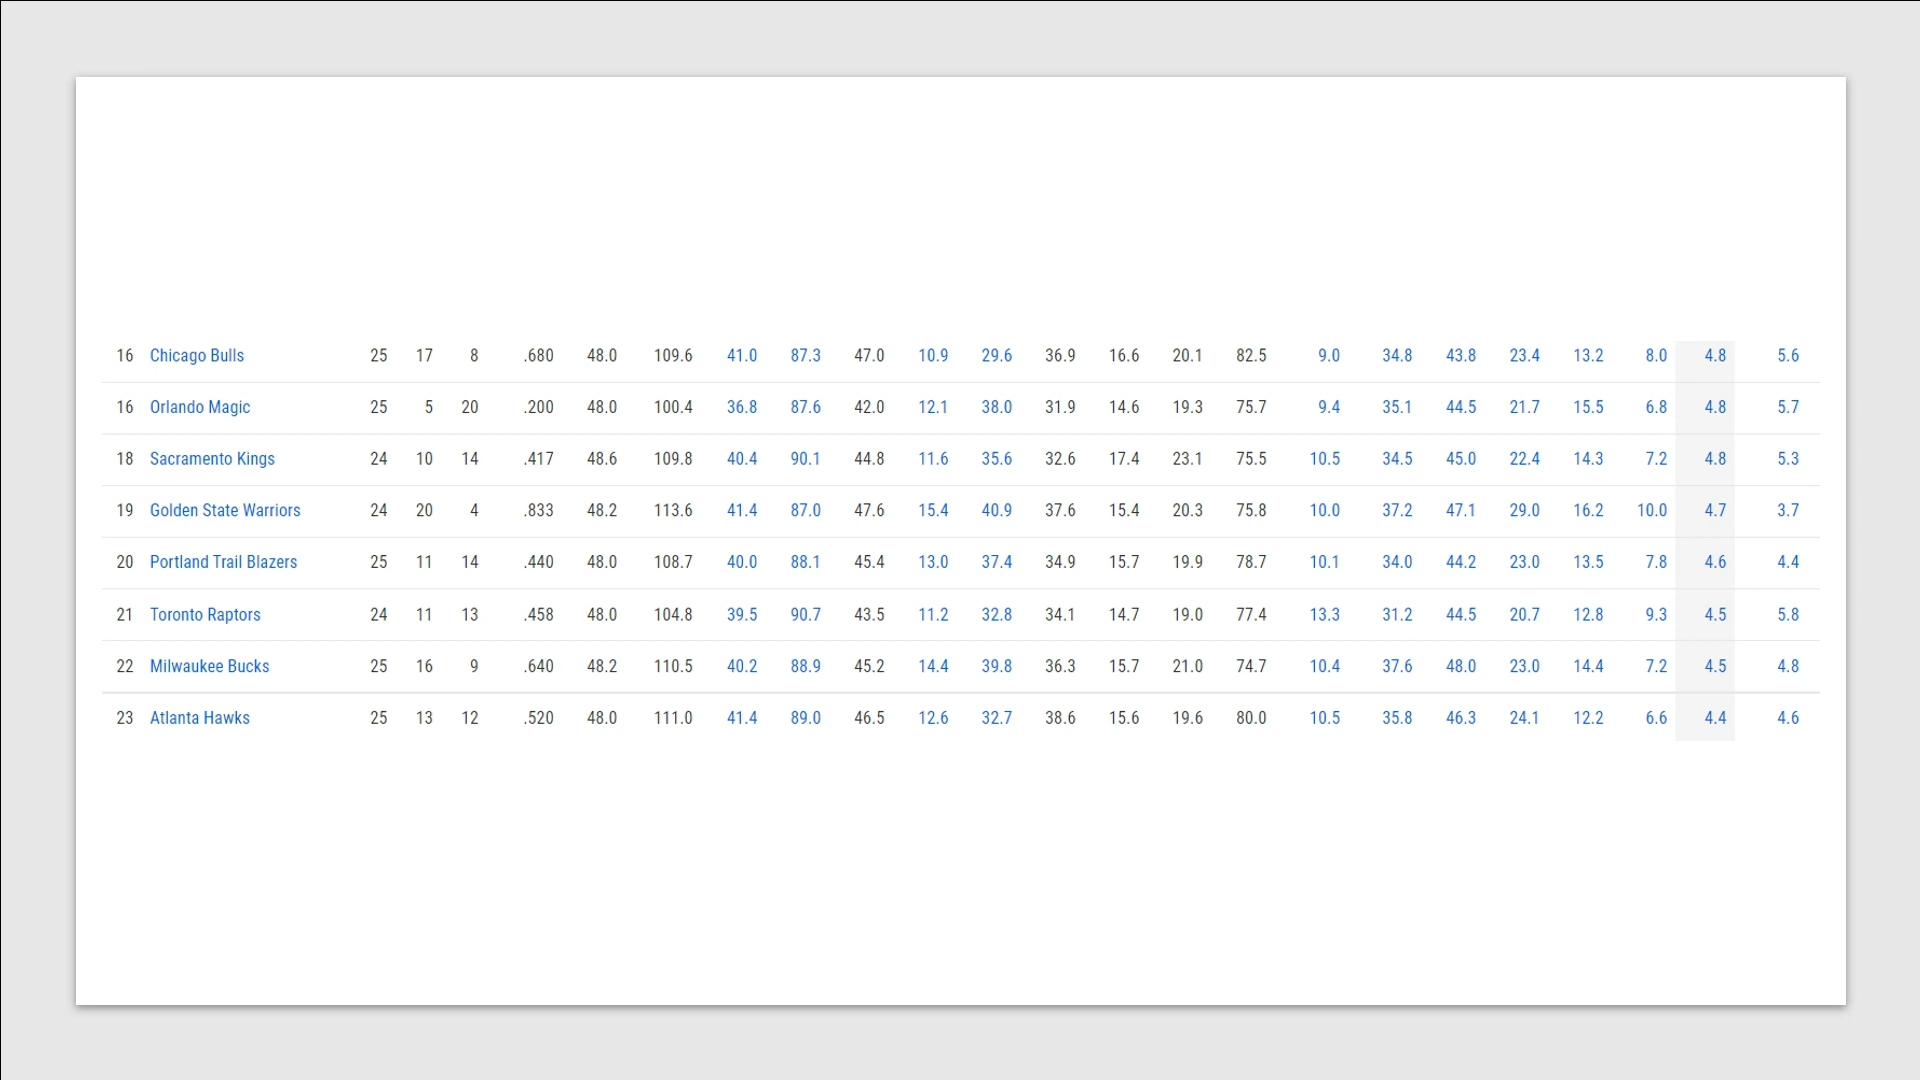 16 Chicago Bulls 25 17 8 .680 48.0 109.6 41.0 87.3 47.0 10.9 29.6 36.9 16.6 20.1 82.5 9.0 34.8 43.8 23.4 13.2 8.0 4.8 5.6
16 Orlando Magic 25 5 20 .200 48.0 100.4 36.8 87.6 42.0 12.1 38.0 31.9 14.6 19.3 75.7 9.4 35.1 44.5 21.7 15.5 6.8 4.8 5.7
18 Sacramento Kings 24 10 14 .417 48.6 109.8 40.4 90.1 44.8 11.6 35.6 32.6 17.4 23.1 75.5 10.5 34.5 45.0 22.4 14.3 7.2 4.8 5.3
19 Golden State Warriors 24 20 4 .833 48.2 113.6 41.4 87.0 47.6 15.4 40.9 37.6 15.4 20.3 75.8 10.0 37.2 47.1 29.0 16.2 10.0 4.7 3.7
20 Portland Trail Blazers 25 11 14 .440 48.0 108.7 40.0 88.1 45.4 13.0 37.4 34.9 15.7 19.9 78.7 10.1 34.0 44.2 23.0 13.5 7.8 4.6 4.4
21 Toronto Raptors 24 11 13 .458 48.0 104.8 39.5 90.7 43.5 11.2 32.8 34.1 14.7 19.0 77.4 13.3 31.2 44.5 20.7 12.8 9.3 4.5 5.8
22 Milwaukee Bucks 25 16 9 .640 48.2 110.5 40.2 88.9 45.2 14.4 39.8 36.3 15.7 21.0 74.7 10.4 37.6 48.0 23.0 14.4 7.2 4.5 4.8
23 Atlanta Hawks 25 13 12 .520 48.0 111.0 41.4 89.0 46.5 12.6 32.7 38.6 15.6 19.6 80.0 10.5 35.8 46.3 24.1 12.2 6.6 4.4 4.6